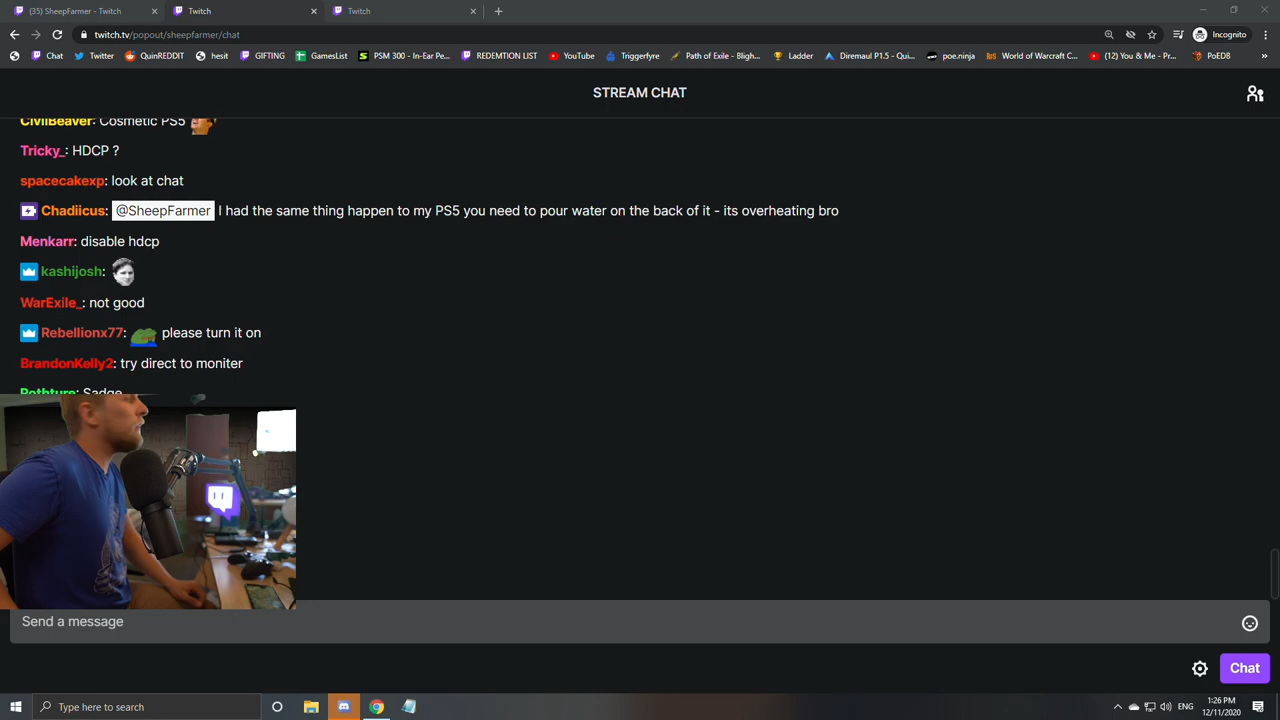 (35) SheepFarmer - Twitch
Twitch
Twitch
twitch.tv/popout/sheepfarmer/chat
Incognito
Chat
Twitter
QuinREDDIT
hesit
GIFTING
GamesList
PSM 300 - In-Ear Pe...
REDEMTION LIST
YouTube
Triggerfyre
Path of Exile - Bligh...
Ladder
Diremaul P1.5 - Qui...
poe.ninja
World of Warcraft C...
(12) You & Me - Pr...
PoEDB
»
STREAM CHAT
CivilBeaver: Cosmetic PS5
Tricky_: HDCP ?
spacecakexp: look at chat
Chadiicus: @SheepFarmer I had the same thing happen to my PS5 you need to pour water on the back of it - its overheating bro
Menkarr: disable hdcp
kashijosh:
WarExile_: not good
Rebellionx77: please turn it on
BrandonKelly2: try direct to moniter
Pothture: Sadge
Send a message
Chat
Type here to search
ENG
1:26 PM
12/11/2020